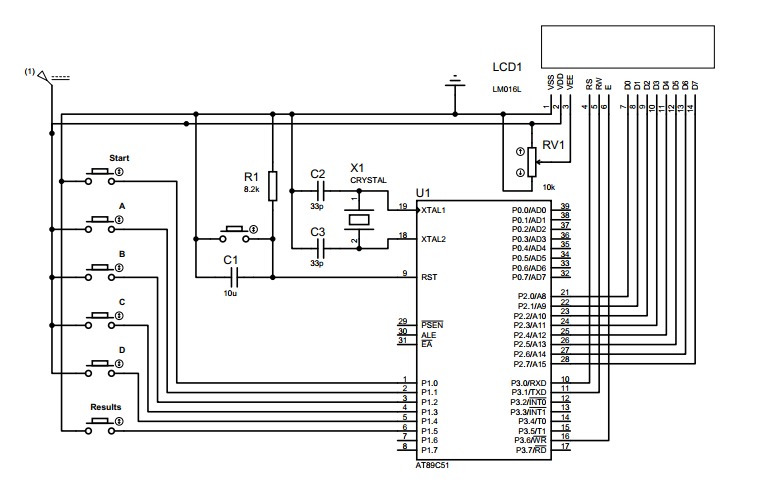 LCD1
LM016L
(1)
VSS
VDD
VEE
RS
RW
E
D0
D1
D2
D3
D4
D5
D6
D7
1
2
3
4
5
6
7
8
9
10
11
12
13
14
RV1
10k
Start
A
B
C
D
Results
R1
8.2k
C2
33p
X1
CRYSTAL
1
2
C3
33p
C1
10u
U1
19 XTAL1
18 XTAL2
9 RST
29 PSEN
30 ALE
31 EA
1 P1.0
2 P1.1
3 P1.2
4 P1.3
5 P1.4
6 P1.5
7 P1.6
8 P1.7
P0.0/AD0 39
P0.1/AD1 38
P0.2/AD2 37
P0.3/AD3 36
P0.4/AD4 35
P0.5/AD5 34
P0.6/AD6 33
P0.7/AD7 32
P2.0/A8 21
P2.1/A9 22
P2.2/A10 23
P2.3/A11 24
P2.4/A12 25
P2.5/A13 26
P2.6/A14 27
P2.7/A15 28
P3.0/RXD 10
P3.1/TXD 11
P3.2/INT0 12
P3.3/INT1 13
P3.4/T0 14
P3.5/T1 15
P3.6/WR 16
P3.7/RD 17
AT89C51